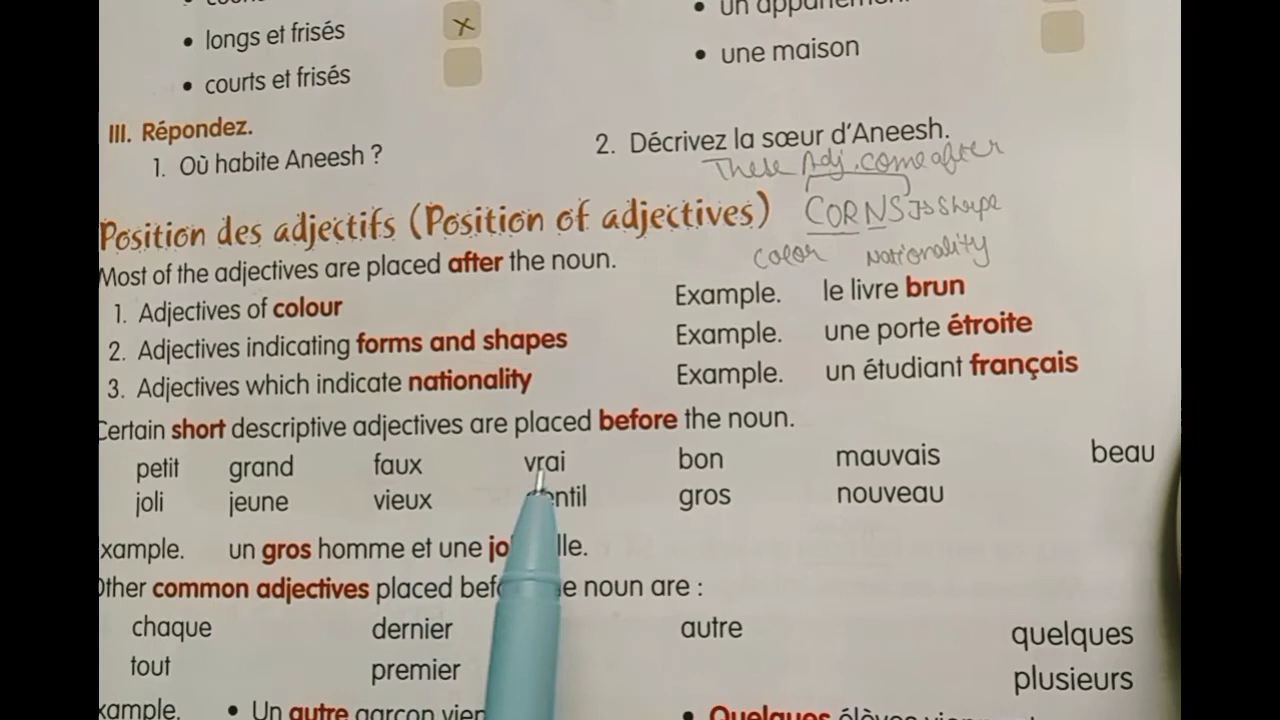 longs et frisés
courts et frisés
une maison
III. Répondez.
1. Où habite Aneesh ?
2. Décrivez la sœur d'Aneesh.
These Adj. come after
Position des adjectifs (Position of adjectives)
CORNS Shape
Color Nationality
Most of the adjectives are placed after the noun.
1. Adjectives of colour Example. le livre brun
2. Adjectives indicating forms and shapes Example. une porte étroite
3. Adjectives which indicate nationality Example. un étudiant français
Certain short descriptive adjectives are placed before the noun.
petit grand faux vrai bon mauvais beau
joli jeune vieux gros nouveau
un gros homme et une
Other common adjectives placed noun are :
chaque dernier autre quelques
tout premier plusieurs
• Un autre garçon • Quelques élèves